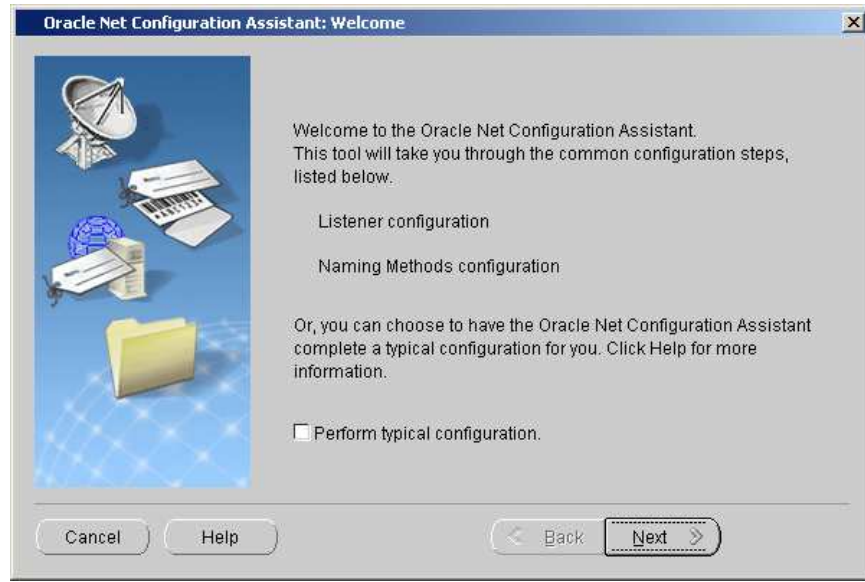 Oracle Net Configuration Assistant: Welcome
Welcome to the Oracle Net Configuration Assistant.
This tool will take you through the common configuration steps,
listed below.
Listener configuration
Naming Methods configuration
Or, you can choose to have the Oracle Net Configuration Assistant
complete a typical configuration for you. Click Help for more
information.
Perform typical configuration.
Cancel
Help
Back
Next